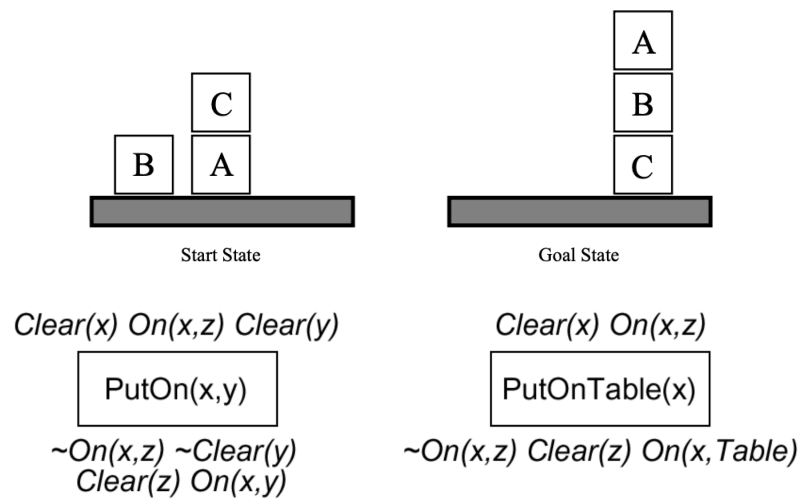 A
C
B
B
A
C
Start State
Goal State
Clear(x) On(x,z) Clear(y)
Clear(x) On(x,z)
PutOn(x,y)
PutOnTable(x)
~On(x,z) ~Clear(y)
Clear(z) On(x,y)
~On(x,z) Clear(z) On(x,Table)